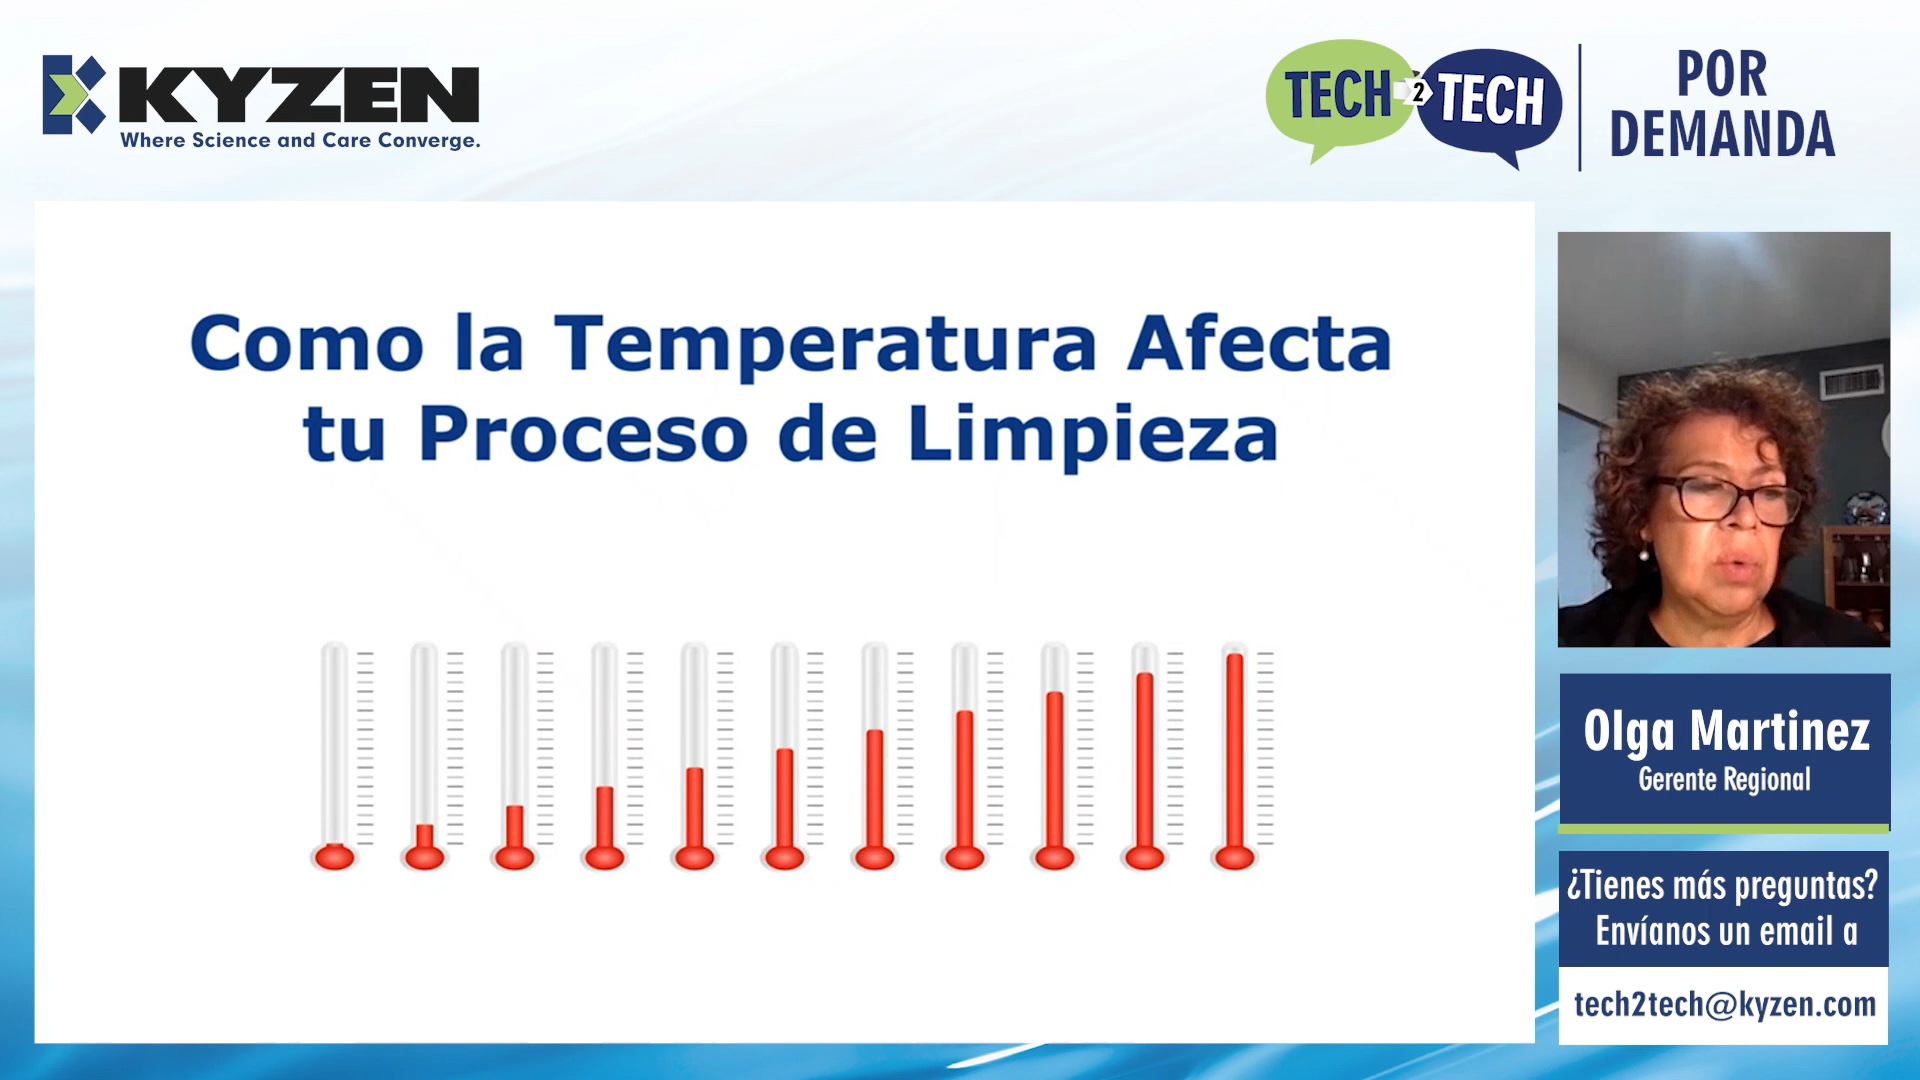 KYZEN
Where Science and Care Converge.
TECH 2 TECH
POR
DEMANDA
Como la Temperatura Afecta
tu Proceso de Limpieza
Olga Martinez
Gerente Regional
¿Tienes más preguntas?
Envíanos un email a
tech2tech@kyzen.com